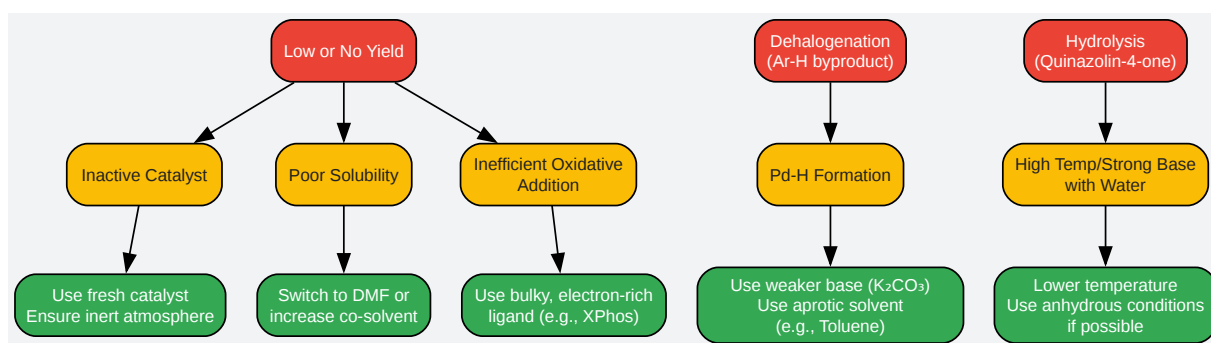 Low or No Yield
Dehalogenation
(Ar-H byproduct)
Hydrolysis
(Quinazolin-4-one)
Inactive Catalyst
Poor Solubility
Inefficient Oxidative
Addition
Pd-H Formation
High Temp/Strong Base
with Water
Use fresh catalyst
Ensure inert atmosphere
Switch to DMF or
increase co-solvent
Use bulky, electron-rich
ligand (e.g., XPhos)
Use weaker base (K₂CO₃)
Use aprotic solvent
(e.g., Toluene)
Lower temperature
Use anhydrous conditions
if possible